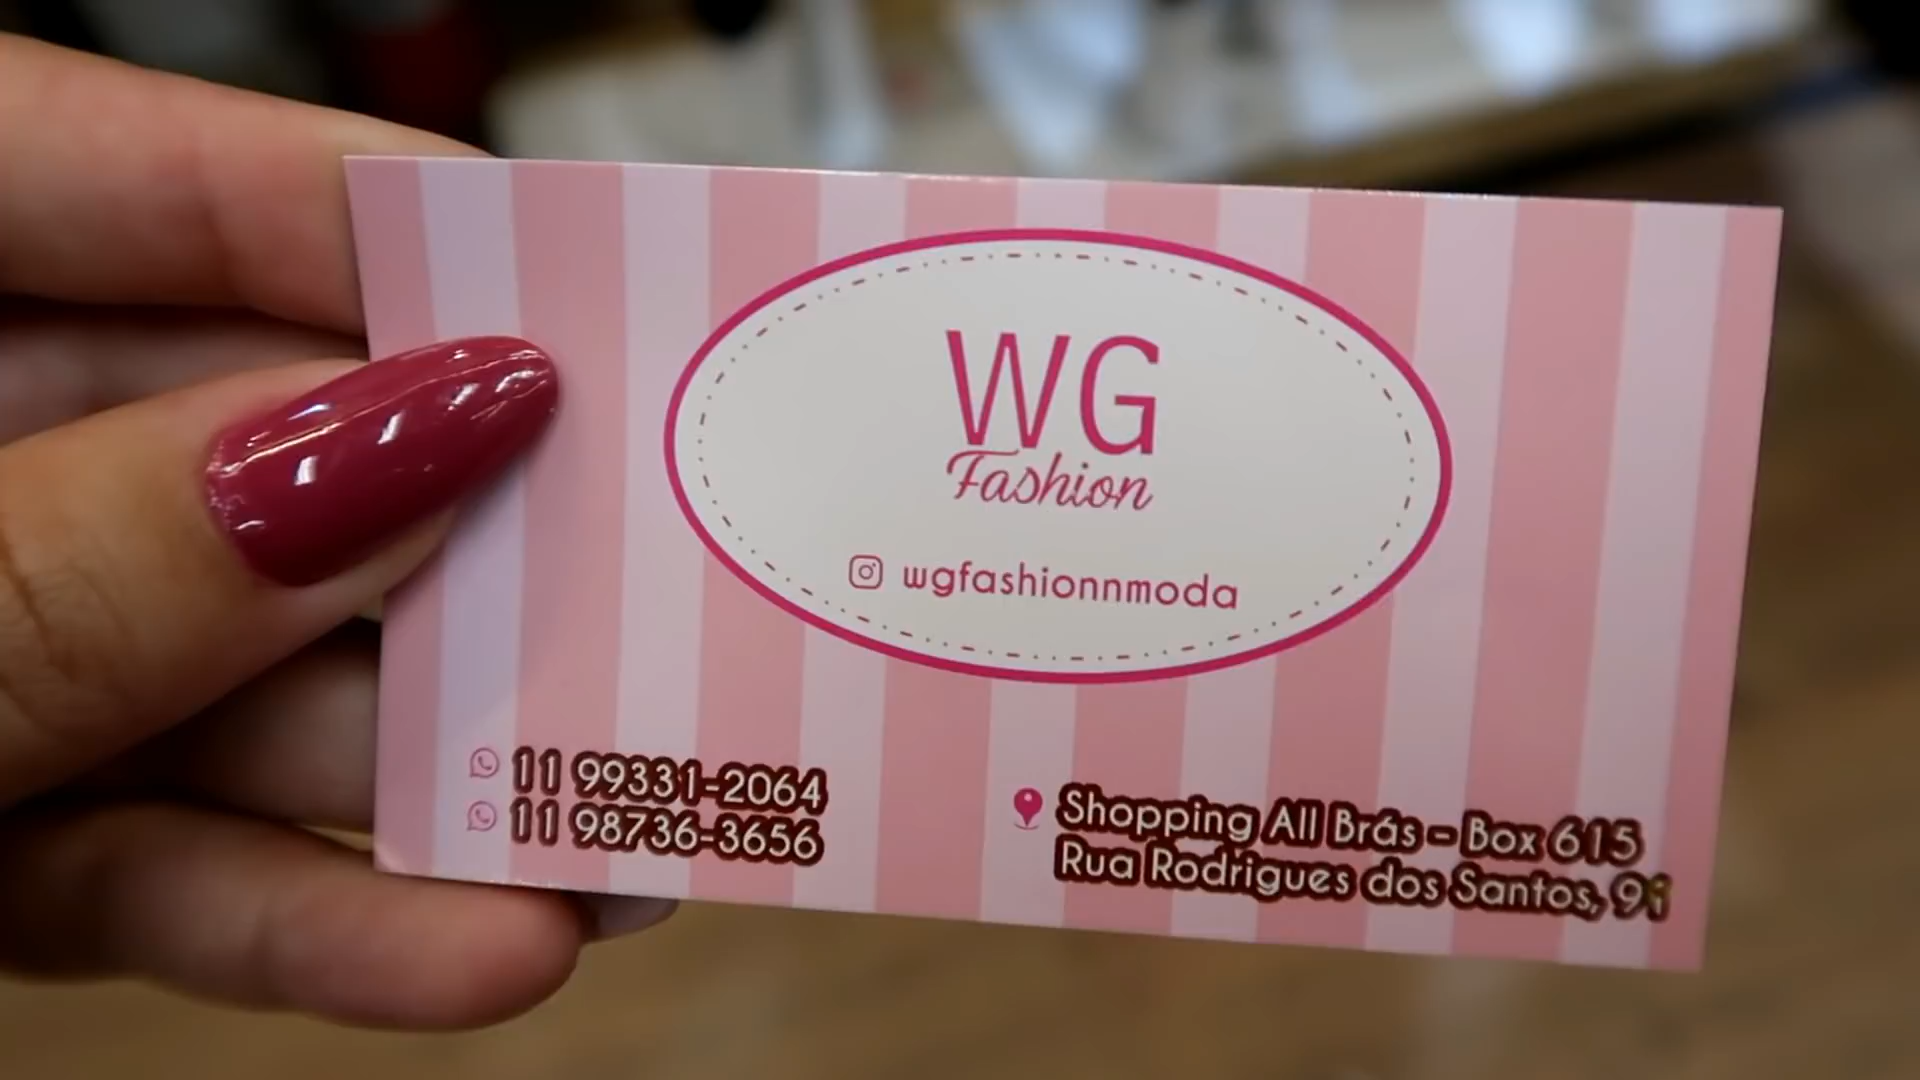 WG
Fashion
wgfashionnmoda
11 99331-2064
11 98736-3656
Shopping All Brás - Box 615
Rua Rodrigues dos Santos,